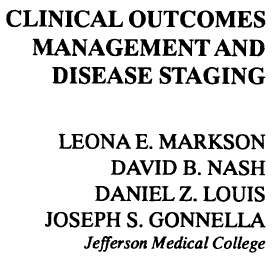 CLINICAL OUTCOMES
MANAGEMENT AND
DISEASE STAGING
LEONA E. MARKSON
DAVID B. NASH
DANIEL Z. LOUIS
JOSEPH S. GONNELLA
Jefferson Medical College